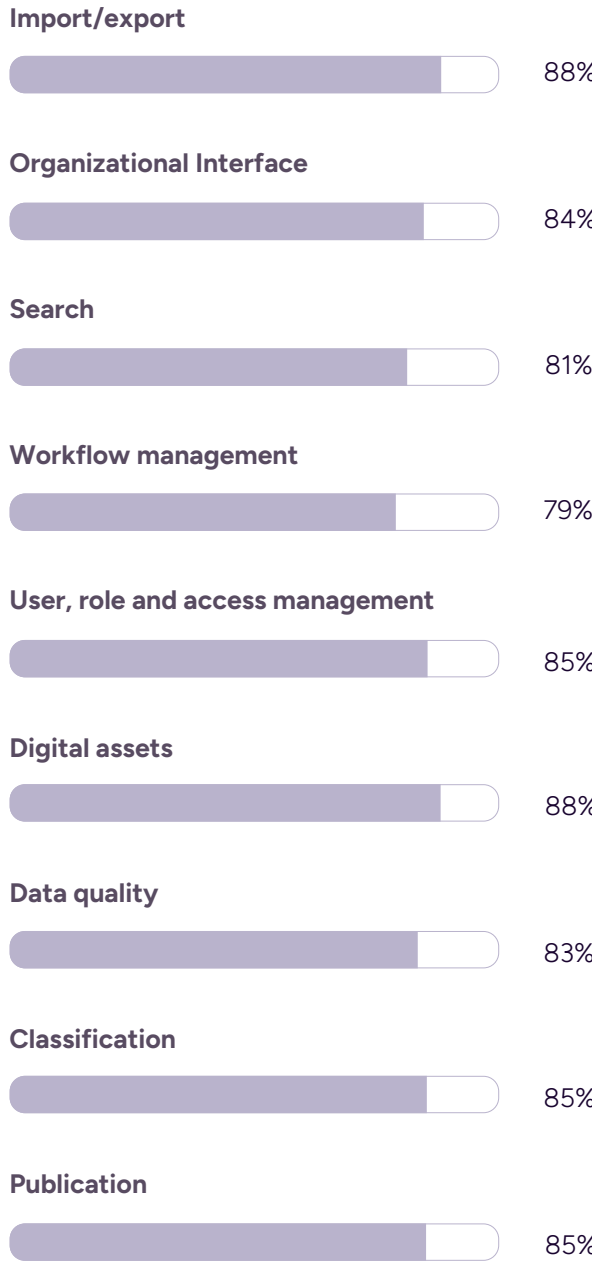 Import/export
88%
Organizational Interface
84%
Search
81%
Workflow management
79%
User, role and access management
85%
Digital assets
88%
Data quality
83%
Classification
85%
Publication
85%